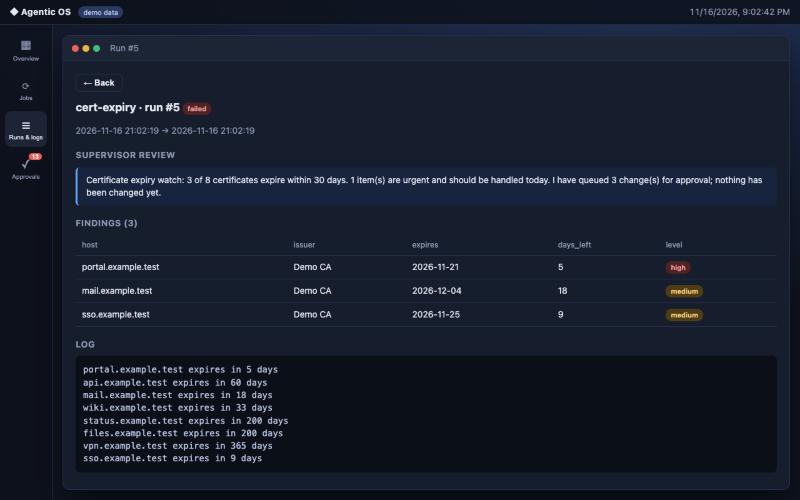 ◆ Agentic OS demo data
11/16/2026, 9:02:42 PM
Overview
Jobs
Runs & logs
13
Approvals
Run #5
← Back
cert-expiry · run #5 failed
2026-11-16 21:02:19 → 2026-11-16 21:02:19
SUPERVISOR REVIEW
Certificate expiry watch: 3 of 8 certificates expire within 30 days. 1 item(s) are urgent and should be handled today. I have queued 3 change(s) for approval; nothing has
been changed yet.
FINDINGS (3)
host issuer expires days_left level
portal.example.test Demo CA 2026-11-21 5 high
mail.example.test Demo CA 2026-12-04 18 medium
sso.example.test Demo CA 2026-11-25 9 medium
LOG
portal.example.test expires in 5 days
api.example.test expires in 60 days
mail.example.test expires in 18 days
wiki.example.test expires in 33 days
status.example.test expires in 200 days
files.example.test expires in 200 days
vpn.example.test expires in 365 days
sso.example.test expires in 9 days